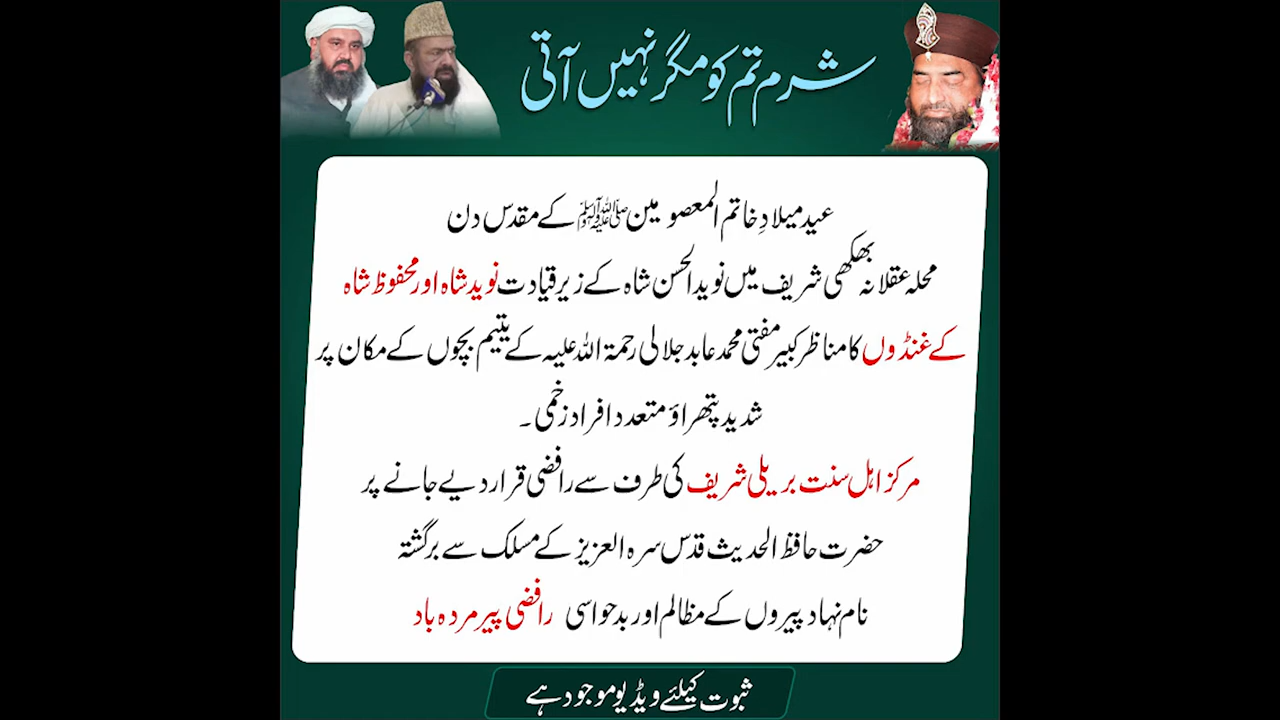 شرم تم کو مگر نہیں آتی
عید میلادِ خاتم المعصومین ﷺ کے مقدس دن
محلہ عقلانہ بھکھی شریف میں نوید الحسن شاہ کے زیر قیادت نوید شاہ اور محفوظ شاہ
کے غنڈوں کا مناظر کبیر مفتی محمد عابد جلالی رحمۃ اللہ علیہ کے یتیم بچوں کے مکان پر
شدید پتھراؤ متعدد افراد زخمی۔
مرکز اہل سنت بریلی شریف کی طرف سے رافضی قرار دیے جانے پر
حضرت حافظ الحدیث قدس سرہ العزیز کے مسلک سے برگشتہ
نام نہاد پیروں کے مظالم اور بدحواسی رافضی پیر مردہ باد
ثبوت کیلئے ویڈیو موجود ہے